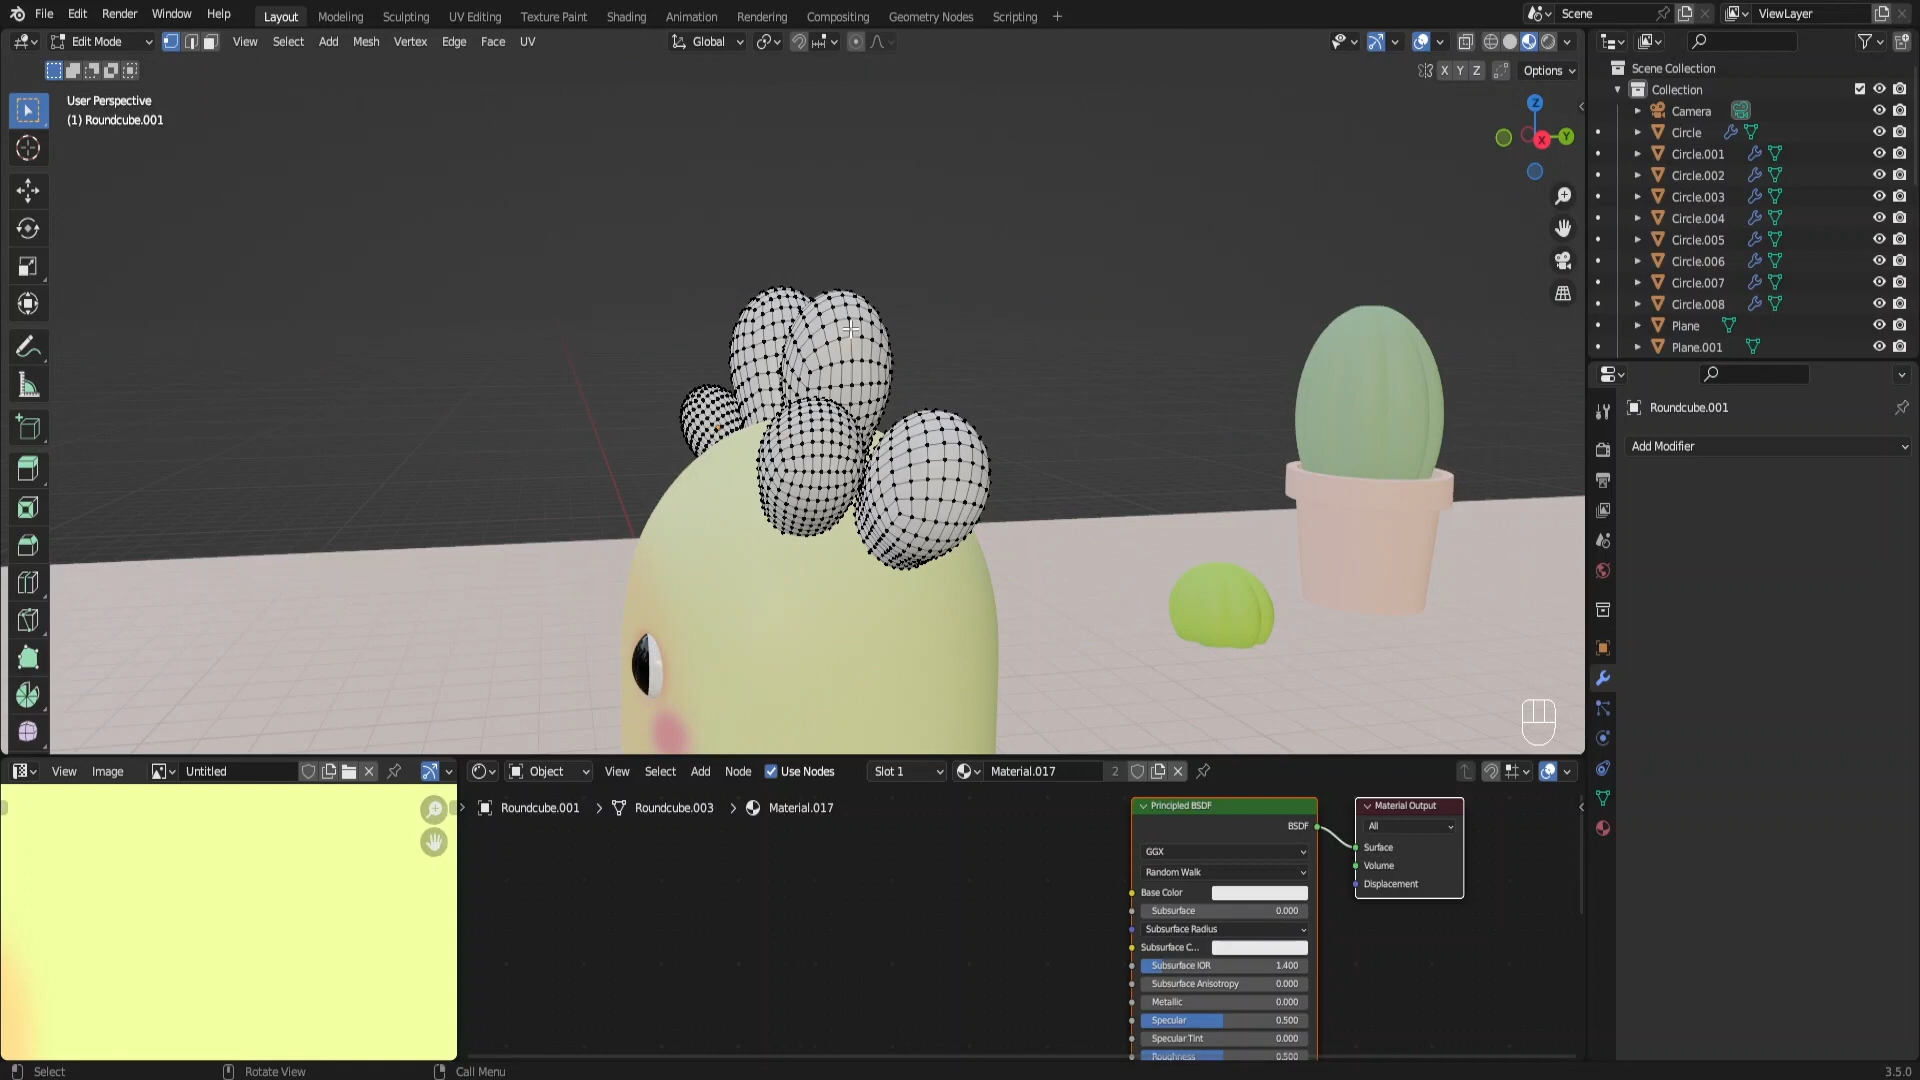 File Edit Render Window Help
Layout Modeling Sculpting UV Editing Texture Paint Shading Animation Rendering Compositing Geometry Nodes Scripting +
Scene
ViewLayer
Edit Mode
View Select Add Mesh Vertex Edge Face UV
Global
X Y Z
Options
User Perspective
(1) Roundcube.001
Z
Y
X
Scene Collection
Collection
Camera
Circle
Circle.001
Circle.002
Circle.003
Circle.004
Circle.005
Circle.006
Circle.007
Circle.008
Plane
Plane.001
Roundcube.001
Add Modifier
View Image
Untitled
Object
View Select Add Node
Use Nodes
Slot 1
Material.017
2
Roundcube.001 > Roundcube.003 > Material.017
Principled BSDF
BSDF
GGX
Random Walk
Base Color
Subsurface 0.000
Subsurface Radius
Subsurface C...
Subsurface IOR 1.400
Subsurface Anisotropy 0.000
Metallic 0.000
Specular 0.500
Specular Tint 0.000
Roughness 0.500
Material Output
All
Surface
Volume
Displacement
Select
Rotate View
Call Menu
3.5.0